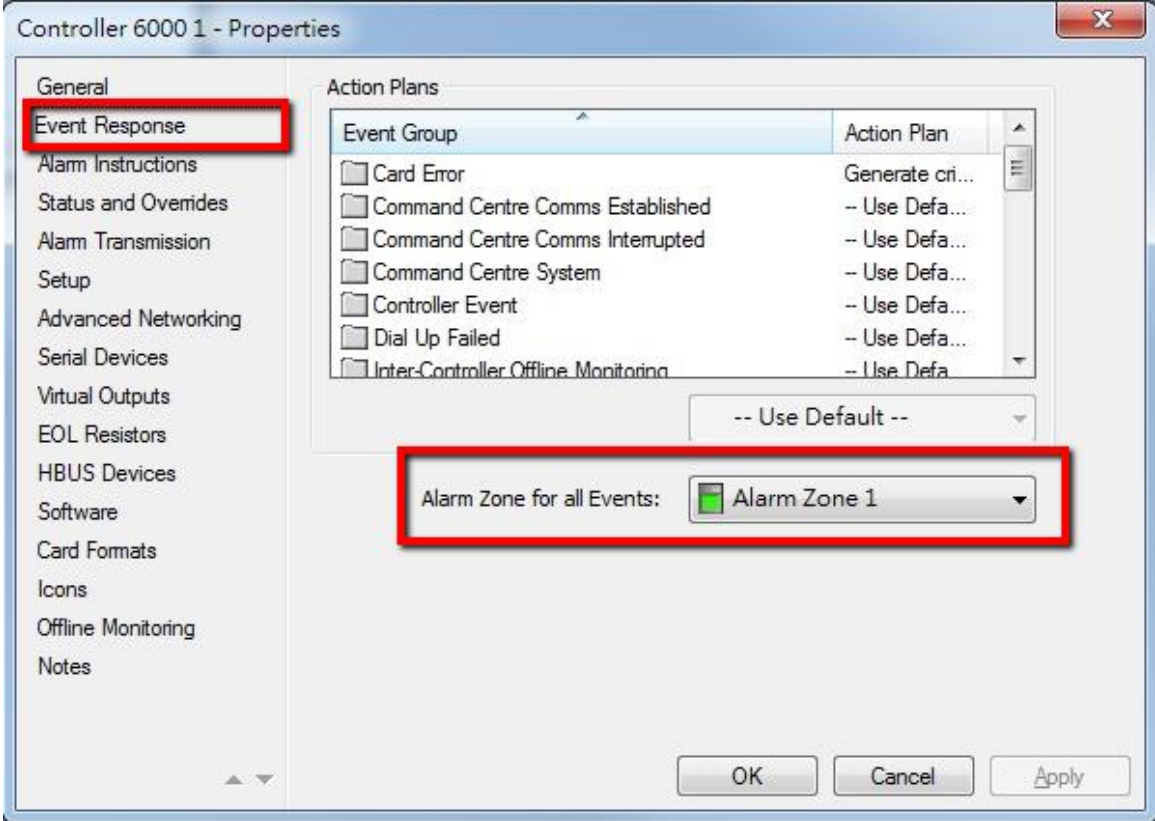 Controller 6000 1 - Properties
General
Event Response
Alarm Instructions
Status and Overrides
Alarm Transmission
Setup
Advanced Networking
Serial Devices
Virtual Outputs
EOL Resistors
HBUS Devices
Software
Card Formats
Icons
Offline Monitoring
Notes
Action Plans
Event Group Action Plan
Card Error Generate cri...
Command Centre Comms Established -- Use Defa...
Command Centre Comms Interrupted -- Use Defa...
Command Centre System -- Use Defa...
Controller Event -- Use Defa...
Dial Up Failed -- Use Defa...
Inter-Controller Offline Monitoring -- Use Defa
-- Use Default --
Alarm Zone for all Events: Alarm Zone 1
OK Cancel Apply